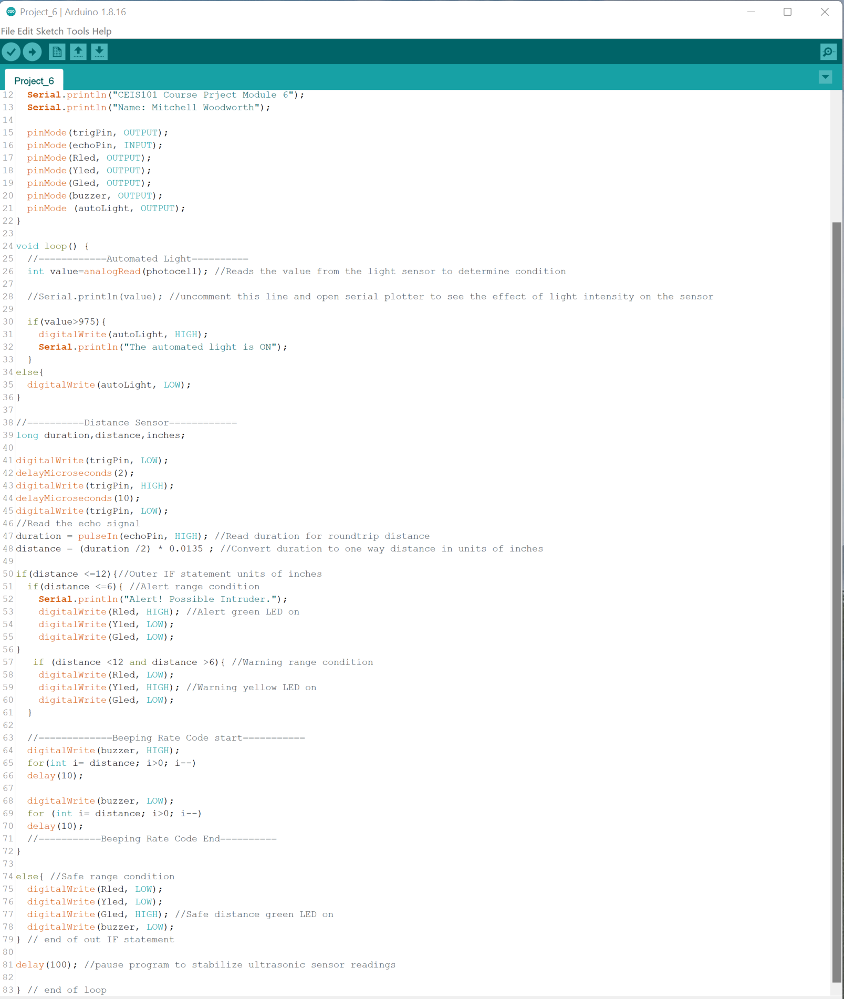 Project_6 | Arduino 1.8.16
File Edit Sketch Tools Help
Project_6
12 Serial.println("CEIS101 Course Prject Module 6");
13 Serial.println("Name: Mitchell Woodworth");
14
15 pinMode(trigPin, OUTPUT);
16 pinMode(echoPin, INPUT);
17 pinMode(Rled, OUTPUT);
18 pinMode(Yled, OUTPUT);
19 pinMode(Gled, OUTPUT);
20 pinMode(buzzer, OUTPUT);
21 pinMode (autoLight, OUTPUT);
22 }
23
24 void loop() {
25 //============Automated Light==========
26 int value=analogRead(photocell); //Reads the value from the light sensor to determine condition
27
28 //Serial.println(value); //uncomment this line and open serial plotter to see the effect of light intensity on the sensor
29
30 if(value>975){
31 digitalWrite(autoLight, HIGH);
32 Serial.println("The automated light is ON");
33 }
34 else{
35 digitalWrite(autoLight, LOW);
36 }
37
38 //==========Distance Sensor============
39 long duration,distance,inches;
40
41 digitalWrite(trigPin, LOW);
42 delayMicroseconds(2);
43 digitalWrite(trigPin, HIGH);
44 delayMicroseconds(10);
45 digitalWrite(trigPin, LOW);
46 //Read the echo signal
47 duration = pulseIn(echoPin, HIGH); //Read duration for roundtrip distance
48 distance = (duration /2) * 0.0135 ; //Convert duration to one way distance in units of inches
49
50 if(distance <=12){//Outer IF statement units of inches
51 if(distance <=6){ //Alert range condition
52 Serial.println("Alert! Possible Intruder.");
53 digitalWrite(Rled, HIGH); //Alert green LED on
54 digitalWrite(Yled, LOW);
55 digitalWrite(Gled, LOW);
56 }
57 if (distance <12 and distance >6){ //Warning range condition
58 digitalWrite(Rled, LOW);
59 digitalWrite(Yled, HIGH); //Warning yellow LED on
60 digitalWrite(Gled, LOW);
61 }
62
63 //=============Beeping Rate Code start===========
64 digitalWrite(buzzer, HIGH);
65 for(int i= distance; i>0; i--)
66 delay(10);
67
68 digitalWrite(buzzer, LOW);
69 for (int i= distance; i>0; i--)
70 delay(10);
71 //===========Beeping Rate Code End==========
72 }
73
74 else{ //Safe range condition
75 digitalWrite(Rled, LOW);
76 digitalWrite(Yled, LOW);
77 digitalWrite(Gled, HIGH); //Safe distance green LED on
78 digitalWrite(buzzer, LOW);
79 } // end of out IF statement
80
81 delay(100); //pause program to stabilize ultrasonic sensor readings
82
83 } // end of loop